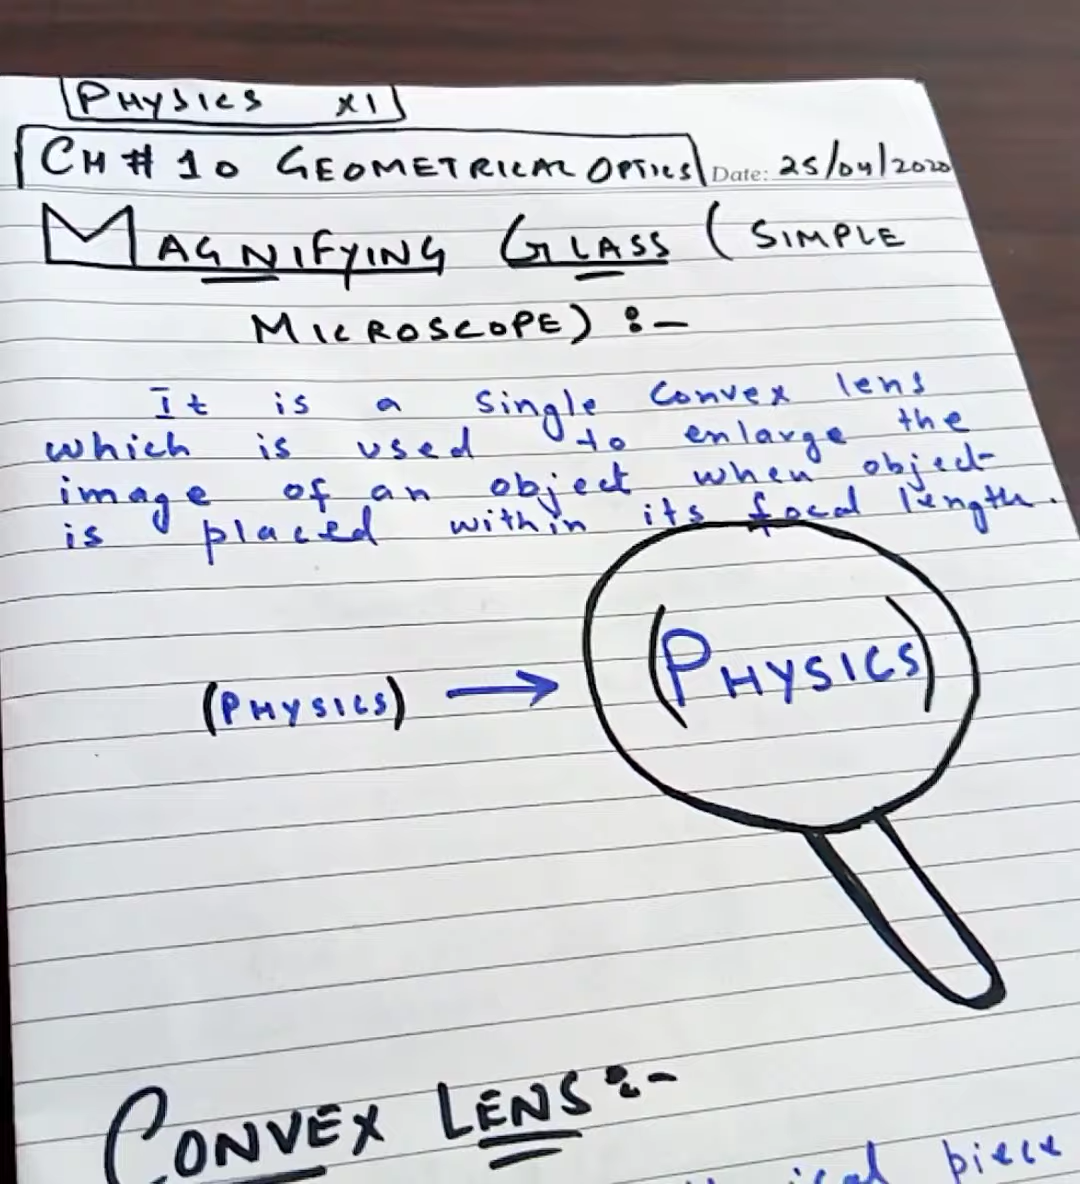 PHYSICS XI
CH # 10 GEOMETRICAL OPTICS Date: 25/04/2020
MAGNIFYING GLASS (SIMPLE
MICROSCOPE) :-
It is a single convex lens
which is used to enlarge the
image of an object when object
is placed within its focal length.
(PHYSICS) → (PHYSICS)
CONVEX LENS:-
piece